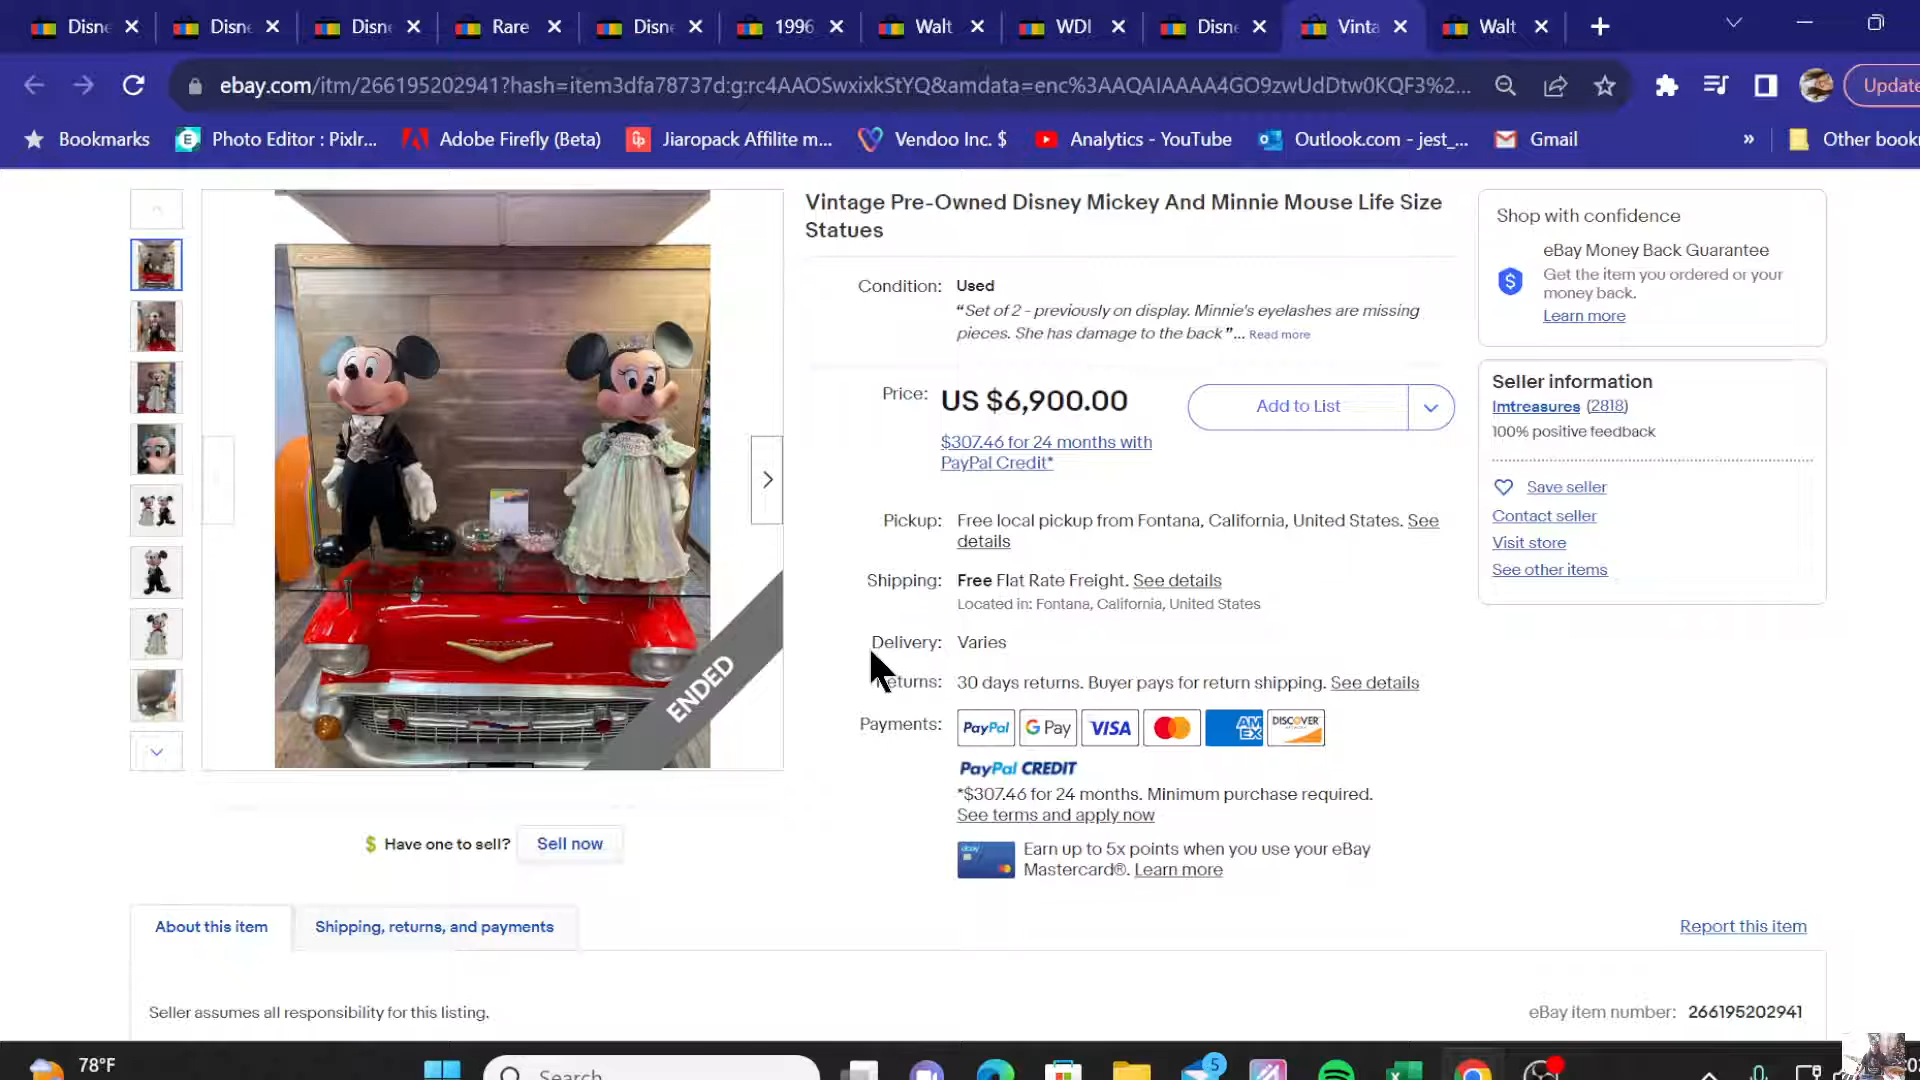 Disne
Disne
Disne
Rare
Disne
1996
Walt
WDI
Disne
Vinta
Walt
ebay.com/itm/266195202941?hash=item3dfa78737d:g:rc4AAOSwxixkStYQ&amdata=enc%3AAQAIAAAA4GO9zwUdDtw0KQF3%2...
Update
Bookmarks
Photo Editor : Pixlr...
Adobe Firefly (Beta)
Jiaropack Affilite m...
Vendoo Inc. $
Analytics - YouTube
Outlook.com - jest_...
Gmail
»
Other book
Vintage Pre-Owned Disney Mickey And Minnie Mouse Life Size
Statues
Condition: Used
“Set of 2 - previously on display. Minnie's eyelashes are missing
pieces. She has damage to the back”... Read more
Price: US $6,900.00
Add to List
$307.46 for 24 months with
PayPal Credit*
Pickup: Free local pickup from Fontana, California, United States. See
details
Shipping: Free Flat Rate Freight. See details
Located in: Fontana, California, United States
Delivery: Varies
eturns: 30 days returns. Buyer pays for return shipping. See details
Payments: PayPal G Pay VISA AM EX DISCOVER
PayPal CREDIT
*$307.46 for 24 months. Minimum purchase required.
See terms and apply now
ebay
Earn up to 5x points when you use your eBay
Mastercard®. Learn more
Shop with confidence
eBay Money Back Guarantee
Get the item you ordered or your
money back.
Learn more
Seller information
lmtreasures (2818)
100% positive feedback
Save seller
Contact seller
Visit store
See other items
ENDED
Have one to sell? Sell now
About this item
Shipping, returns, and payments
Report this item
Seller assumes all responsibility for this listing.
eBay item number: 266195202941
78°F
Search
5